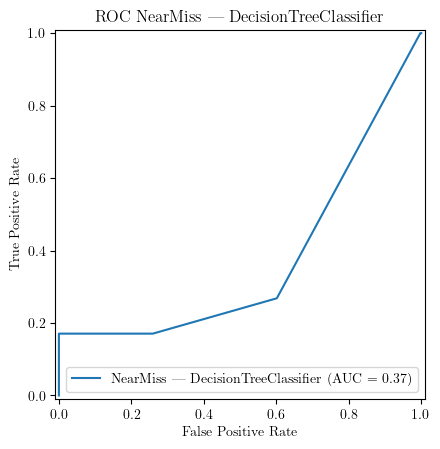 ROC NearMiss — DecisionTreeClassifier
1.0
0.8
0.6
0.4
0.2
0.0
True Positive Rate
NearMiss — DecisionTreeClassifier (AUC = 0.37)
0.0 0.2 0.4 0.6 0.8 1.0
False Positive Rate